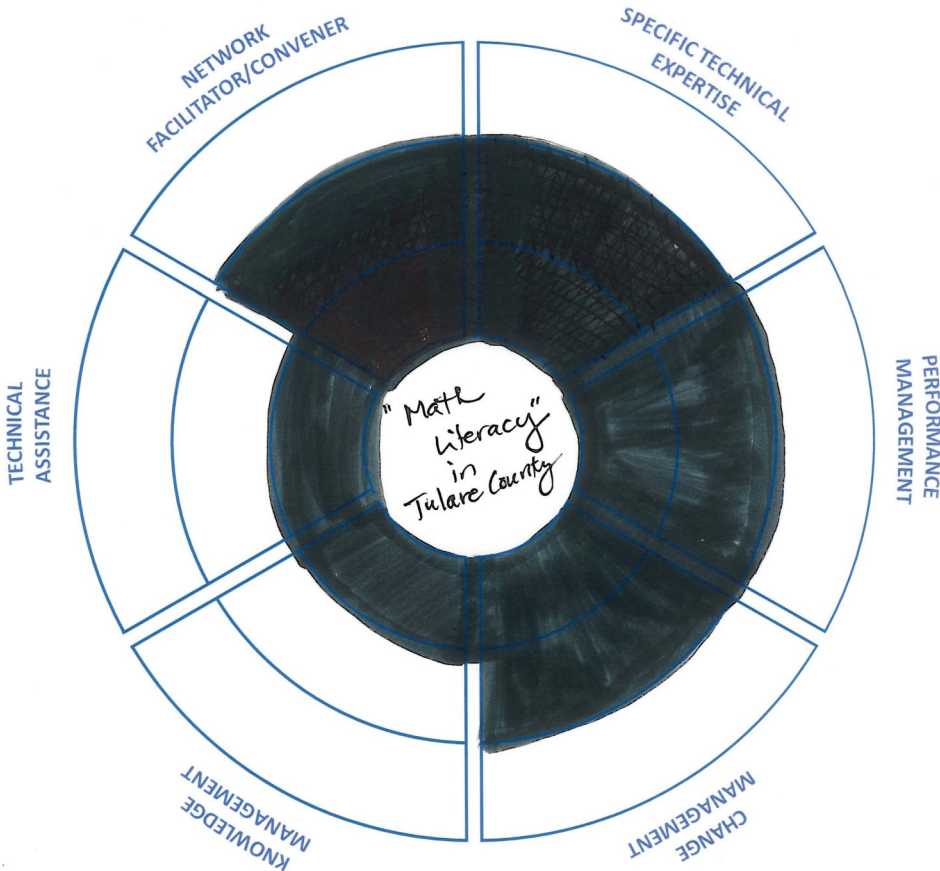 NETWORK
FACILITATOR/CONVENER
SPECIFIC TECHNICAL
EXPERTISE
TECHNICAL
ASSISTANCE
PERFORMANCE
MANAGEMENT
"Math
Literacy"
in
Tulare County
KNOWLEDGE
MANAGEMENT
CHANGE
MANAGEMENT